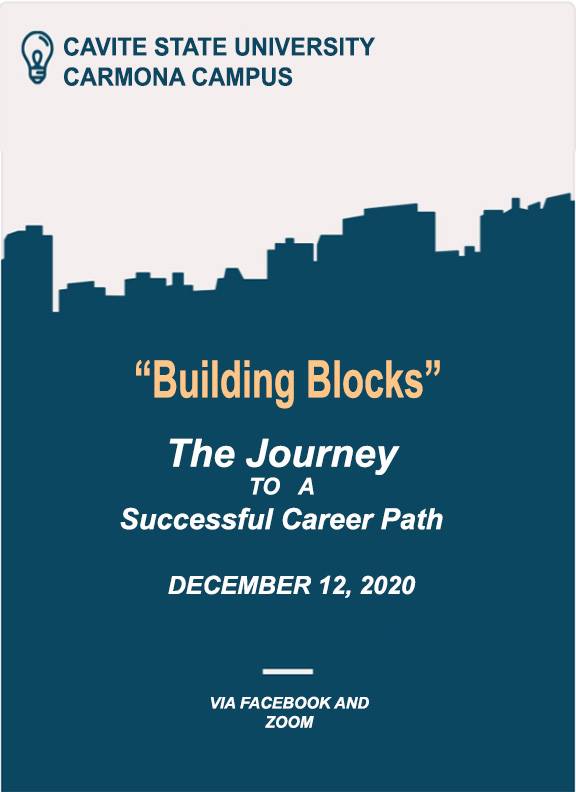 CAVITE STATE UNIVERSITY
CARMONA CAMPUS
“Building Blocks”
The Journey
TO A
Successful Career Path
DECEMBER 12, 2020
VIA FACEBOOK AND
ZOOM